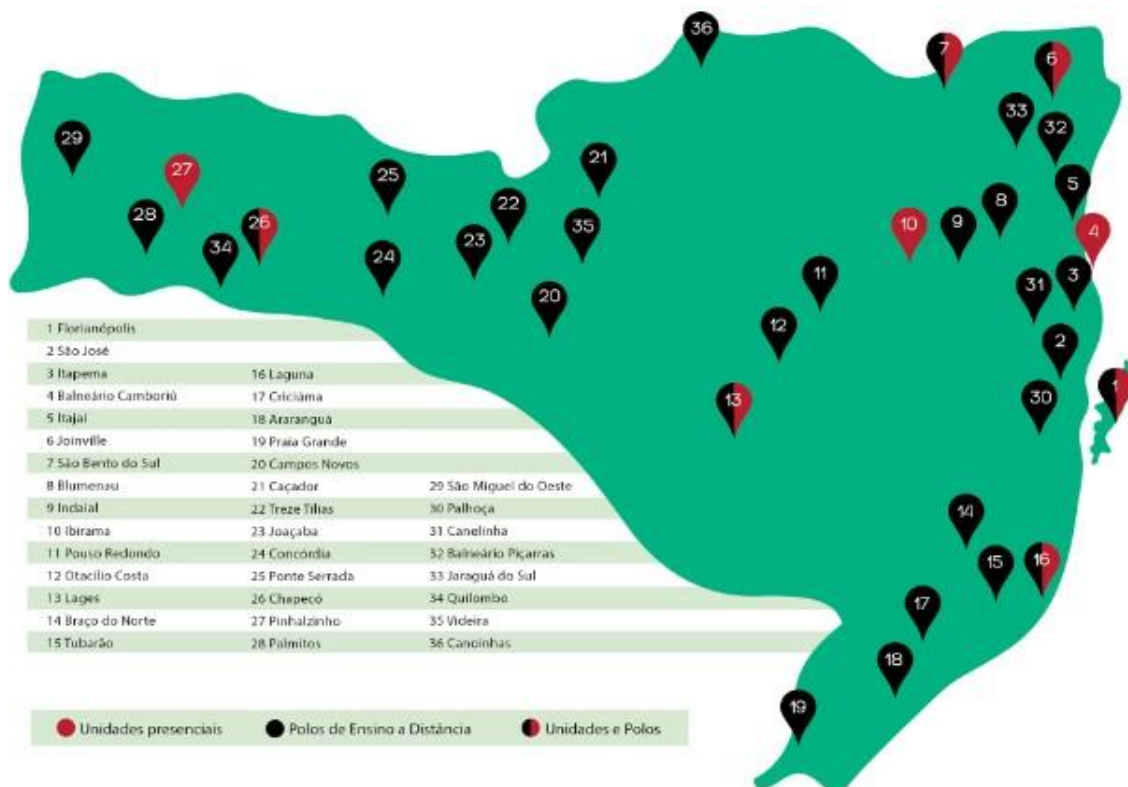 36
7
6
33
32
29
27
21
25
5
22
8
28
26
10
9
4
35
34
23
24
11
3
31
20
12
2
13
1
30
1 Florianópolis
2 São José
3 Itapema
4 Balneário Camboriú
5 Itajaí
6 Joinville
7 São Bento do Sul
8 Blumenau
9 Indaial
10 Ibirama
11 Pouso Redondo
12 Otacílio Costa
13 Lages
14 Braço do Norte
15 Tubarão
16 Laguna
17 Criciúma
18 Araranguá
19 Praia Grande
20 Campos Novos
21 Caçador
22 Treze Tílias
23 Joaçaba
24 Concórdia
25 Ponte Serrada
26 Chapecó
27 Pinhalzinho
28 Palmitos
29 São Miguel do Oeste
30 Palhoça
31 Canelinha
32 Balneário Piçarras
33 Jaraguá do Sul
34 Quilombo
35 Videira
36 Canoinhas
14
15
16
17
18
19
Unidades presenciais
Polos de Ensino a Distância
Unidades e Polos